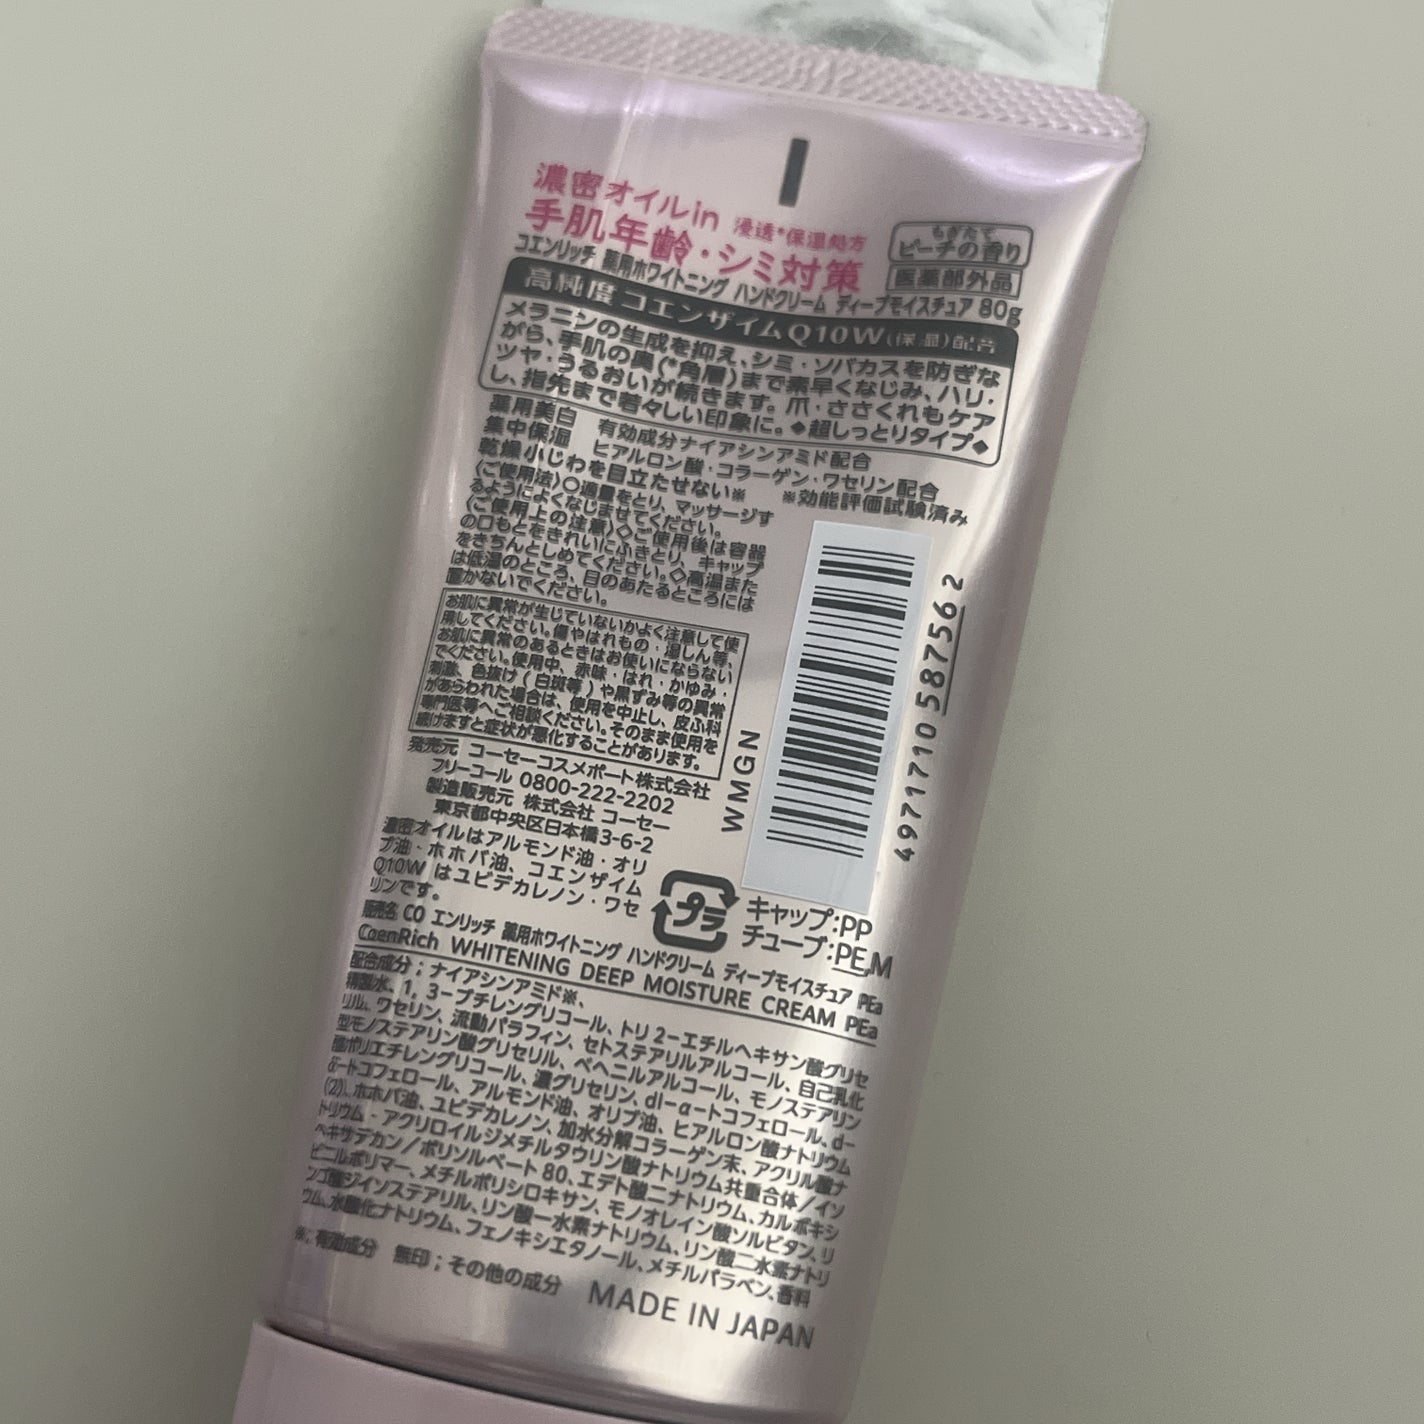 濃密オイルin 浸透*保湿処方
手肌年齢・シミ対策
もぎたて
ピーチの香り
医薬部外品
コエンリッチ 薬用ホワイトニング ハンドクリーム ディープモイスチュア 80g
高純度コエンザイムQ10W(保湿)配合
メラニンの生成を抑え、シミ・ソバカスを防ぎな
がら、手肌の奥(*角層)まで素早くなじみ、ハリ・
ツヤ・うるおいが続きます。爪・ささくれもケア
し、指先まで若々しい印象に。◆超しっとりタイプ◆
薬用美白 有効成分ナイアシンアミド配合
集中保湿 ヒアルロン酸・コラーゲン・ワセリン配合
乾燥小じわを目立たせない※ ※効能評価試験済み
〈ご使用法〉○適量をとり、マッサージす
るようによくなじませてください。
〈ご使用上の注意〉◇ご使用後は容器
の口もとをきれいにふきとり、キャップ
をきちんとしめてください。◇高温また
は低温のところ、日のあたるところには
置かないでください。
お肌に異常が生じていないかよく注意して使
用してください。傷やはれもの・湿しん等、
お肌に異常のあるときはお使いにならない
でください。使用中、赤味・はれ・かゆみ・
刺激、色抜け(白斑等)や黒ずみ等の異常
があらわれた場合は、使用を中止し、皮ふ科
専門医等へご相談ください。そのまま使用を
続けますと症状が悪化することがあります。
発売元 コーセーコスメポート株式会社
フリーコール 0800-222-2202
製造販売元 株式会社 コーセー
東京都中央区日本橋3-6-2
WMGN
4971710 587756 2
濃密オイルはアルモンド油・オリ
ブ油・ホホバ油、コエンザイム
Q10Wはユビデカレノン・ワセ
リンです。
プラ
キャップ:PP
チューブ:PE,M
販売名 CO エンリッチ 薬用ホワイトニング ハンドクリーム ディープモイスチュア PEa
CoenRich WHITENING DEEP MOISTURE CREAM PEa
配合成分;ナイアシンアミド※、
精製水、1,3-ブチレングリコール、トリ2-エチルヘキサン酸グリセ
リル、ワセリン、流動パラフィン、セトステアリルアルコール、自己乳化
型モノステアリン酸グリセリル、ベヘニルアルコール、モノステアリン
酸ポリエチレングリコール、濃グリセリン、dl-α-トコフェロール、d-
δ-トコフェロール、アルモンド油、オリブ油、ヒアルロン酸ナトリウム
(2)、ホホバ油、ユビデカレノン、加水分解コラーゲン末、アクリル酸ナ
トリウム・アクリロイルジメチルタウリン酸ナトリウム共重合体/イソ
ヘキサデカン/ポリソルベート80、エデト酸二ナトリウム、カルボキシ
ビニルポリマー、メチルポリシロキサン、モノオレイン酸ソルビタン、リ
ンゴ酸ジイソステアリル、リン酸一水素ナトリウム、リン酸二水素ナトリ
ウム、水酸化ナトリウム、フェノキシエタノール、メチルパラベン、香料
※;有効成分 無印;その他の成分
MADE IN JAPAN